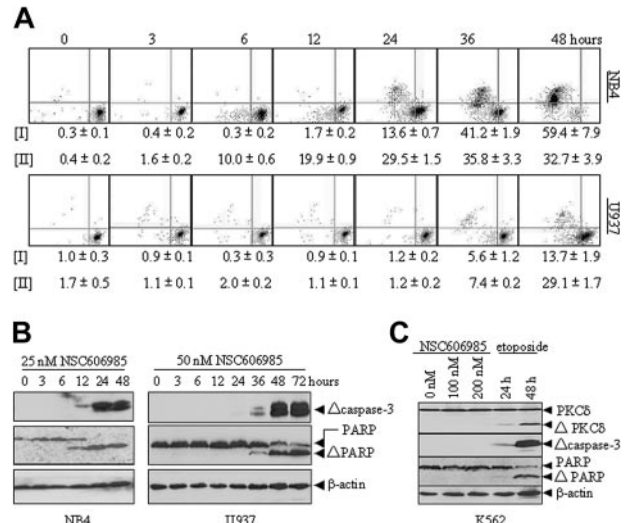 A
0 3 6 12 24 36 48 hours
NB4
[I] 0.3 ± 0.1 0.4 ± 0.2 0.3 ± 0.2 1.7 ± 0.2 13.6 ± 0.7 41.2 ± 1.9 59.4 ± 7.9
[II] 0.4 ± 0.2 1.6 ± 0.2 10.0 ± 0.6 19.9 ± 0.9 29.5 ± 1.5 35.8 ± 3.3 32.7 ± 3.9
U937
[I] 1.0 ± 0.3 0.9 ± 0.1 0.3 ± 0.3 0.9 ± 0.1 1.2 ± 0.2 5.6 ± 1.2 13.7 ± 1.9
[II] 1.7 ± 0.5 1.1 ± 0.1 2.0 ± 0.2 1.1 ± 0.1 1.2 ± 0.2 7.4 ± 0.2 29.1 ± 1.7
B
25 nM NSC606985 50 nM NSC606985
0 3 6 12 24 48 0 3 6 12 24 36 48 72 hours
△caspase-3
PARP
△PARP
β-actin
NB4 U937
C
NSC606985 etoposide
0 nM 100 nM 200 nM 24 h 48 h
PKCδ
△ PKCδ
△caspase-3
PARP
△ PARP
β-actin
K562